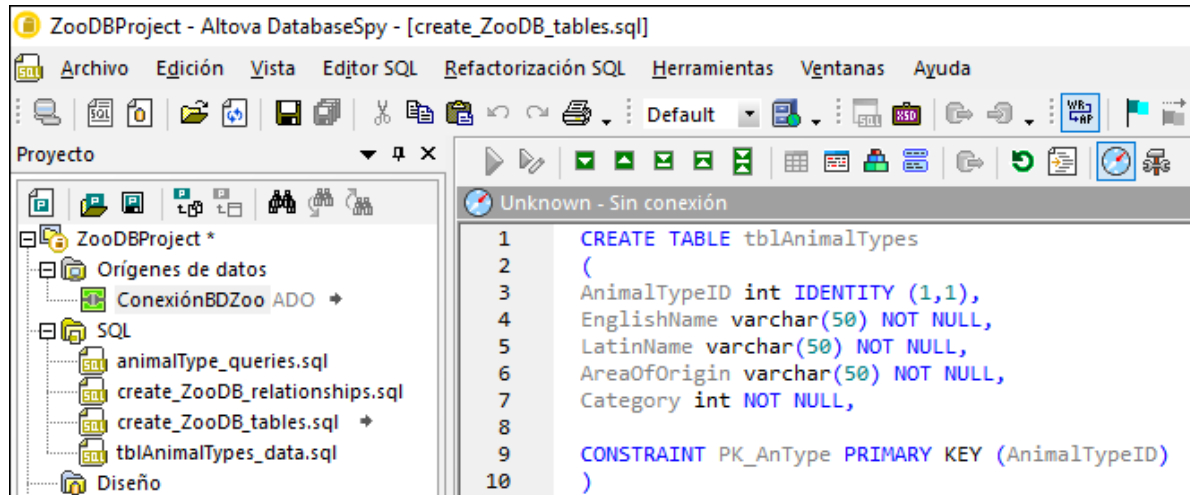 ZooDBProject - Altova DatabaseSpy - [create_ZooDB_tables.sql]
Archivo Edición Vista Editor SQL Refactorización SQL Herramientas Ventanas Ayuda
Default
Proyecto
ZooDBProject *
Orígenes de datos
ConexiónBDZoo ADO
SQL
animalType_queries.sql
create_ZooDB_relationships.sql
create_ZooDB_tables.sql
tblAnimalTypes_data.sql
Diseño
Unknown - Sin conexión
1 CREATE TABLE tblAnimalTypes
2 (
3 AnimalTypeID int IDENTITY (1,1),
4 EnglishName varchar(50) NOT NULL,
5 LatinName varchar(50) NOT NULL,
6 AreaOfOrigin varchar(50) NOT NULL,
7 Category int NOT NULL,
8
9 CONSTRAINT PK_AnType PRIMARY KEY (AnimalTypeID)
10 )